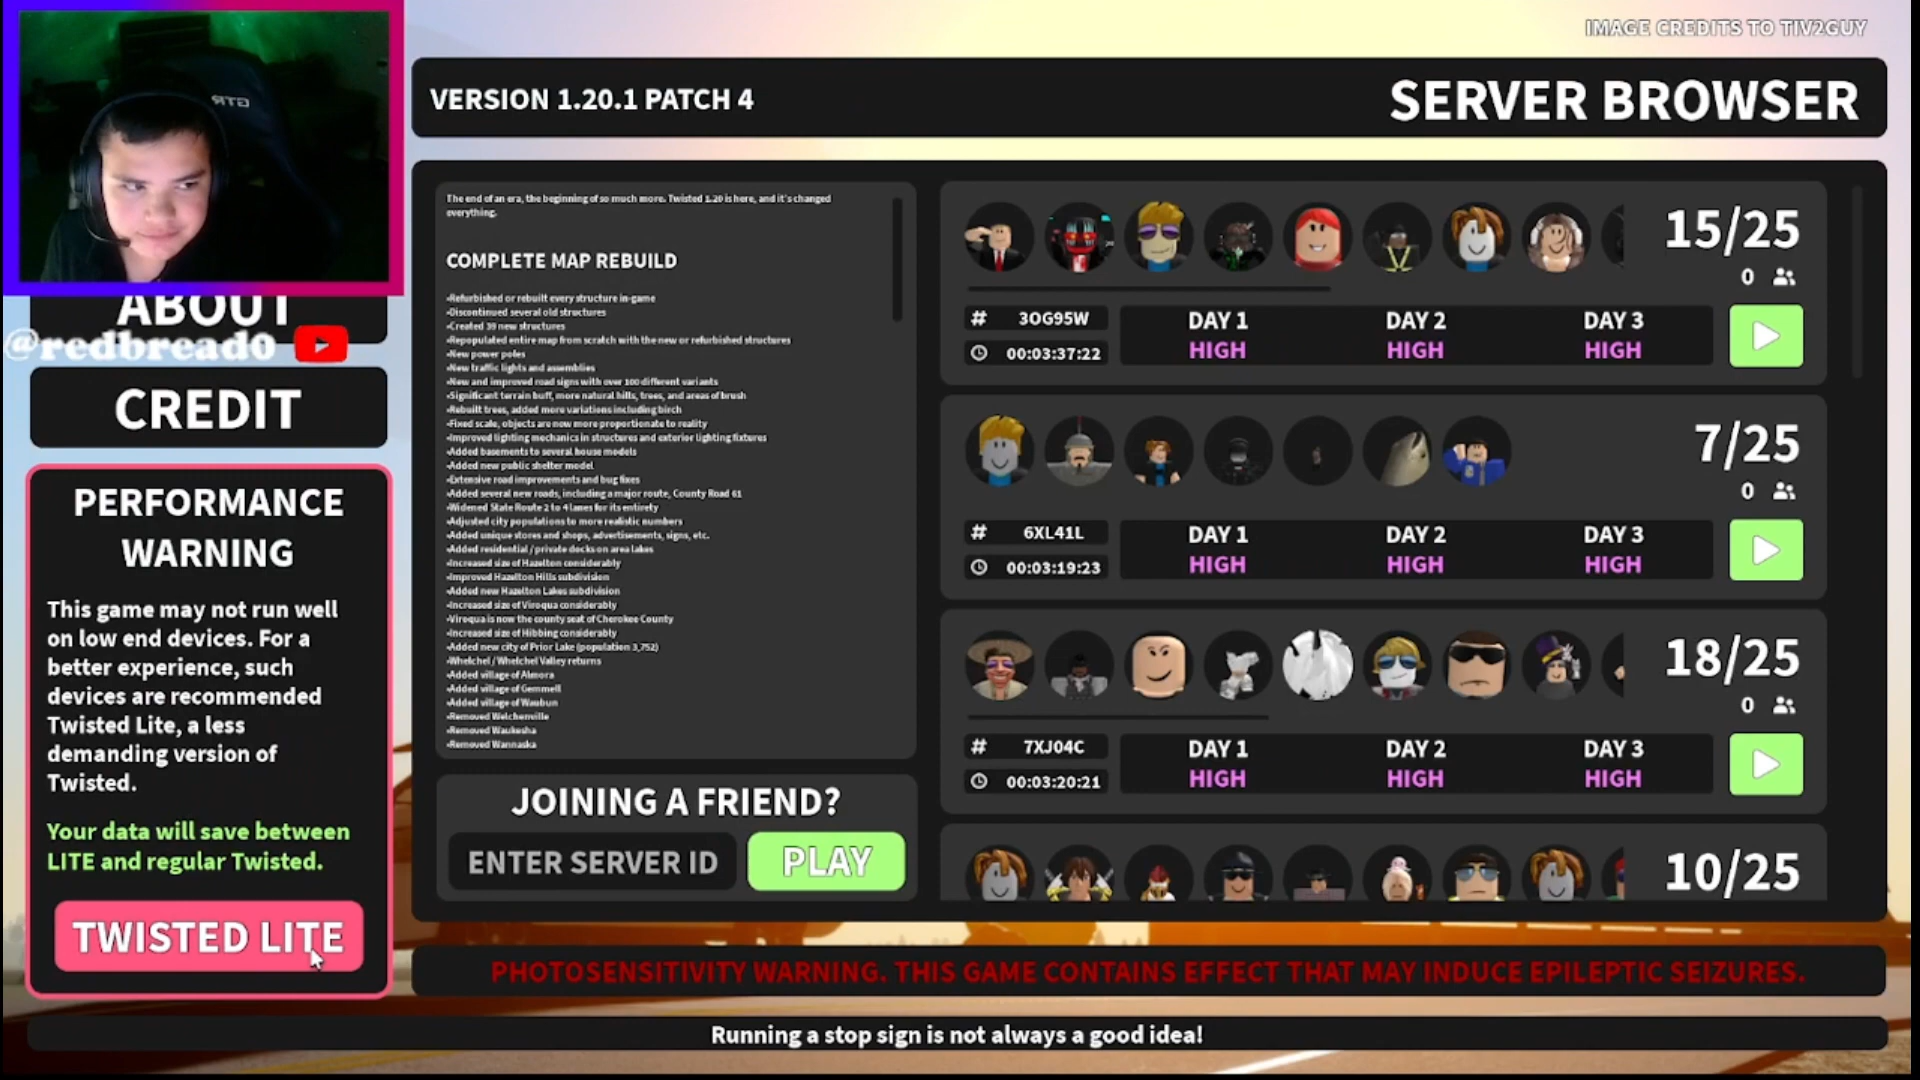 IMAGE CREDITS TO TIV2GUY
GTR
VERSION 1.20.1 PATCH 4
SERVER BROWSER
ABOUT
@redbread0
CREDIT
PERFORMANCE
WARNING
This game may not run well
on low end devices. For a
better experience, such
devices are recommended
Twisted Lite, a less
demanding version of
Twisted.
Your data will save between
LITE and regular Twisted.
TWISTED LITE
The end of an era, the beginning of so much more. Twisted 1.20 is here, and it's changed
everything.
COMPLETE MAP REBUILD
•Refurbished or rebuilt every structure in-game
•Discontinued several old structures
•Created 39 new structures
•Repopulated entire map from scratch with the new or refurbished structures
•New power poles
•New traffic lights and assemblies
•New and improved road signs with over 100 different variants
•Significant terrain buff, more natural hills, trees, and areas of brush
•Rebuilt trees, added more variations including birch
•Fixed scale, objects are now more proportionate to reality
•Improved lighting mechanics in structures and exterior lighting fixtures
•Added basements to several house models
•Added new public shelter model
•Extensive road improvements and bug fixes
•Added several new roads, including a major route, County Road 61
•Widened State Route 2 to 4 lanes for its entirety
•Adjusted city populations to more realistic numbers
•Added unique stores and shops, advertisements, signs, etc.
•Added residential / private docks on area lakes
•Increased size of Hazelton considerably
•Improved Hazelton Hills subdivision
•Added new Hazelton Lakes subdivision
•Increased size of Viroqua considerably
•Viroqua is now the county seat of Cherokee County
•Increased size of Hibbing considerably
•Added new city of Prior Lake (population 3,752)
•Whelchel / Whelchel Valley returns
•Added village of Almora
•Added village of Gemmell
•Added village of Waubun
•Removed Welchenville
•Removed Waukesha
•Removed Wannaska
JOINING A FRIEND?
ENTER SERVER ID
PLAY
15/25
0
# 3OG95W
00:03:37:22
DAY 1 DAY 2 DAY 3
HIGH HIGH HIGH
7/25
0
# 6XL41L
00:03:19:23
DAY 1 DAY 2 DAY 3
HIGH HIGH HIGH
18/25
0
# 7XJ04C
00:03:20:21
DAY 1 DAY 2 DAY 3
HIGH HIGH HIGH
10/25
PHOTOSENSITIVITY WARNING. THIS GAME CONTAINS EFFECT THAT MAY INDUCE EPILEPTIC SEIZURES.
Running a stop sign is not always a good idea!